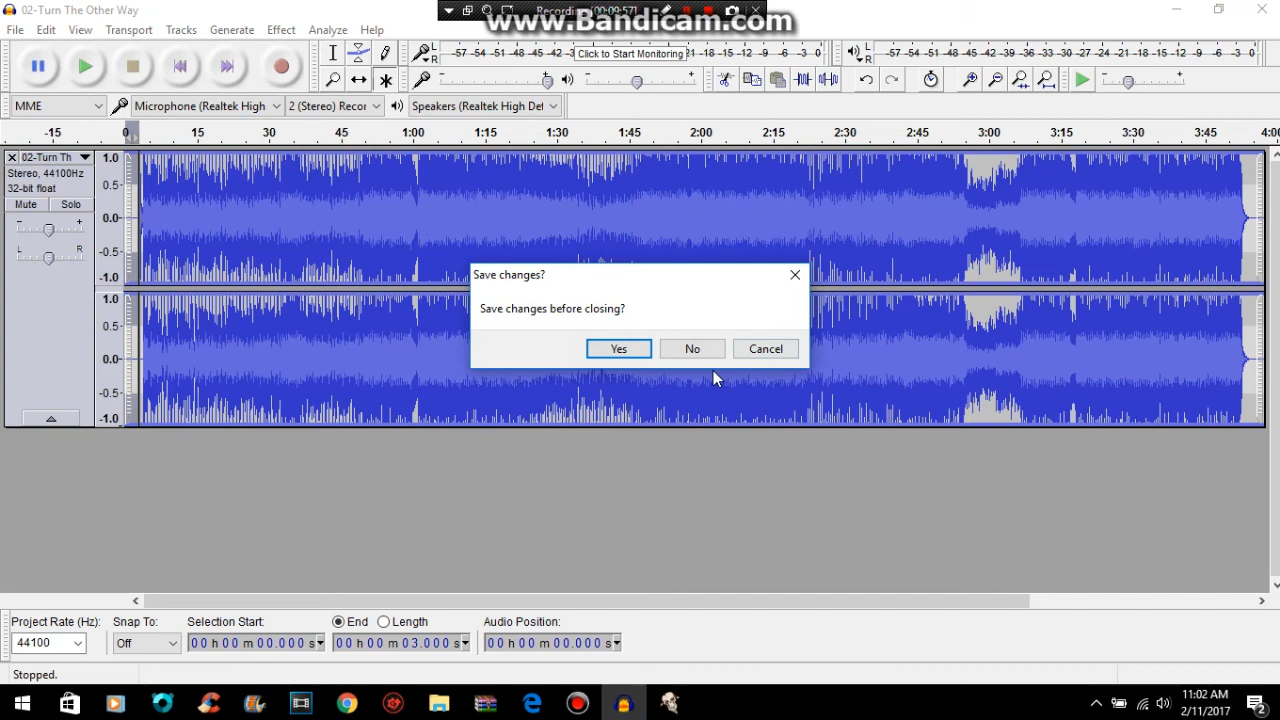 02-Turn The Other Way
Recording [00:09:57]
www.Bandicam.com
File Edit View Transport Tracks Generate Effect Analyze Help
L
R
-57 -54 -51 -48 -45 -42 Click to Start Monitoring -18 -15 -12 -9 -6 -3 0
L
R
-57 -54 -51 -48 -45 -42 -39 -36 -33 -30 -27 -24 -21 -18 -15 -12 -9 -6 -3 0
MME Microphone (Realtek High 2 (Stereo) Recor Speakers (Realtek High Def
-15 0 15 30 45 1:00 1:15 1:30 1:45 2:00 2:15 2:30 2:45 3:00 3:15 3:30 3:45 4:00
02-Turn Th
Stereo, 44100Hz
32-bit float
Mute Solo
- +
L R
1.0
0.5
0.0
-0.5
-1.0
1.0
0.5
0.0
-0.5
-1.0
Save changes?
Save changes before closing?
Yes No Cancel
Project Rate (Hz): Snap To: Selection Start: End Length Audio Position:
44100 Off 00 h 00 m 00.000 s 00 h 00 m 03.000 s 00 h 00 m 00.000 s
Stopped.
11:02 AM
2/11/2017
2